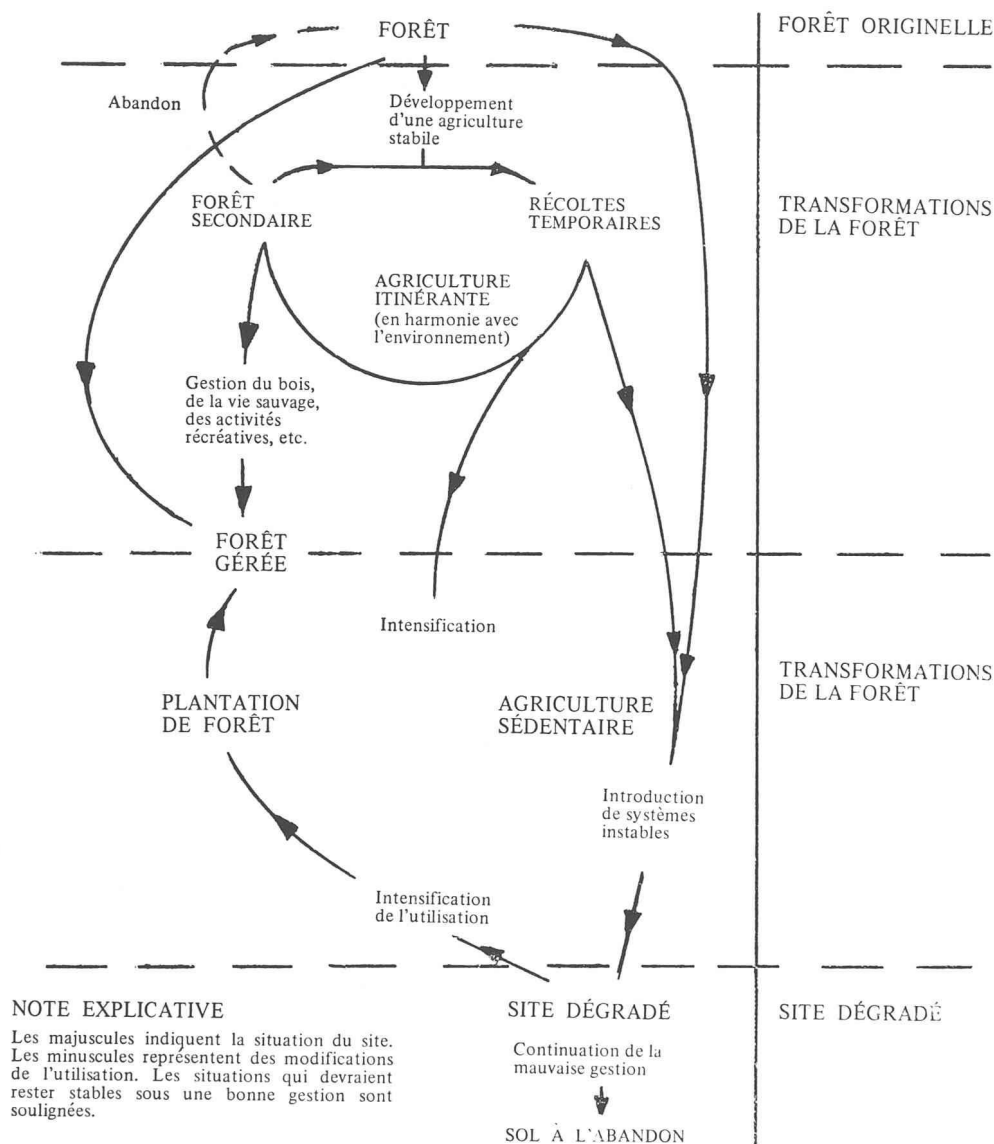 FORÊT
FORÊT ORIGINELLE
Abandon
Développement
d'une agriculture
stabile
FORÊT
SECONDAIRE
RÉCOLTES
TEMPORAIRES
TRANSFORMATIONS
DE LA FORÊT
AGRICULTURE
ITINÉRANTE
(en harmonie avec
l'environnement)
Gestion du bois,
de la vie sauvage,
des activités
récréatives, etc.
FORÊT
GÉRÉE
Intensification
PLANTATION
DE FORÊT
AGRICULTURE
SÉDENTAIRE
TRANSFORMATIONS
DE LA FORÊT
Introduction
de systèmes
instables
Intensification
de l'utilisation
NOTE EXPLICATIVE
Les majuscules indiquent la situation du site.
Les minuscules représentent des modifications
de l'utilisation. Les situations qui devraient
rester stables sous une bonne gestion sont
soulignées.
SITE DÉGRADÉ
SITE DÉGRADÉ
Continuation de la
mauvaise gestion
SOL À L'ABANDON